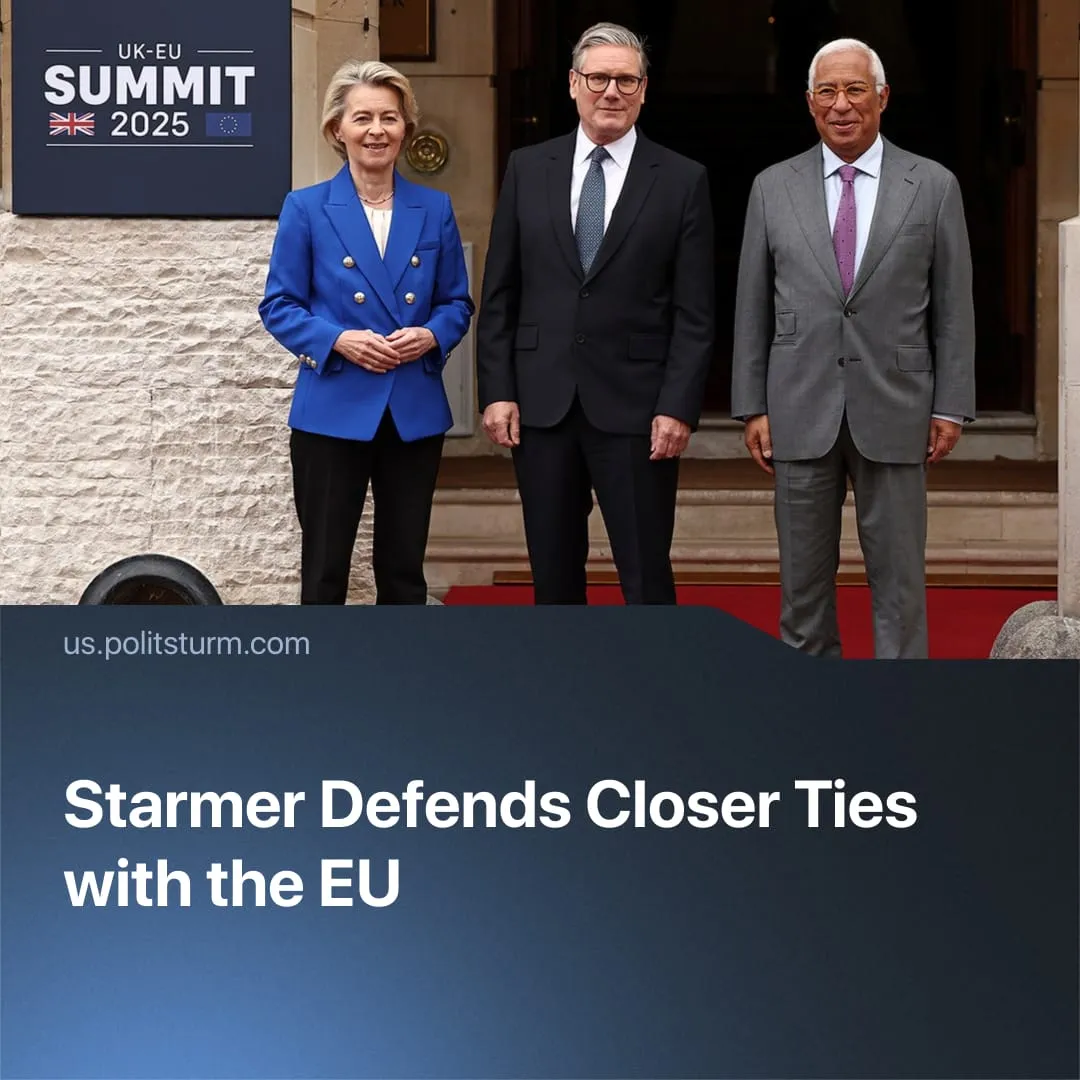 UK-EU
SUMMIT
2025
us.politsturm.com
Starmer Defends Closer Ties
with the EU